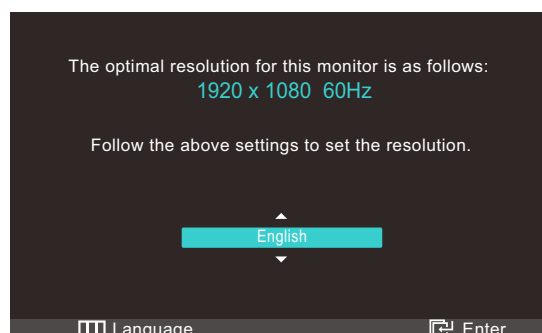 The optimal resolution for this monitor is as follows:
1920 x 1080 60Hz
Follow the above settings to set the resolution.
English
Language Enter